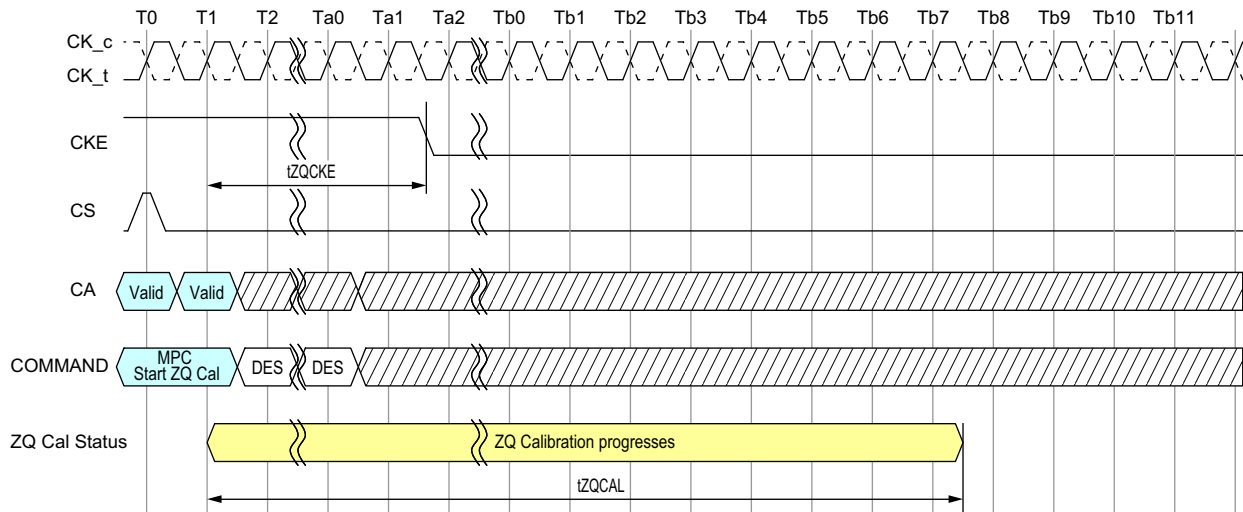 T0 T1 T2 Ta0 Ta1 Ta2 Tb0 Tb1 Tb2 Tb3 Tb4 Tb5 Tb6 Tb7 Tb8 Tb9 Tb10 Tb11
CK_c
CK_t
CKE
tZQCKE
CS
CA Valid Valid
COMMAND MPC
Start ZQ Cal DES DES
ZQ Cal Status ZQ Calibration progresses
tZQCAL